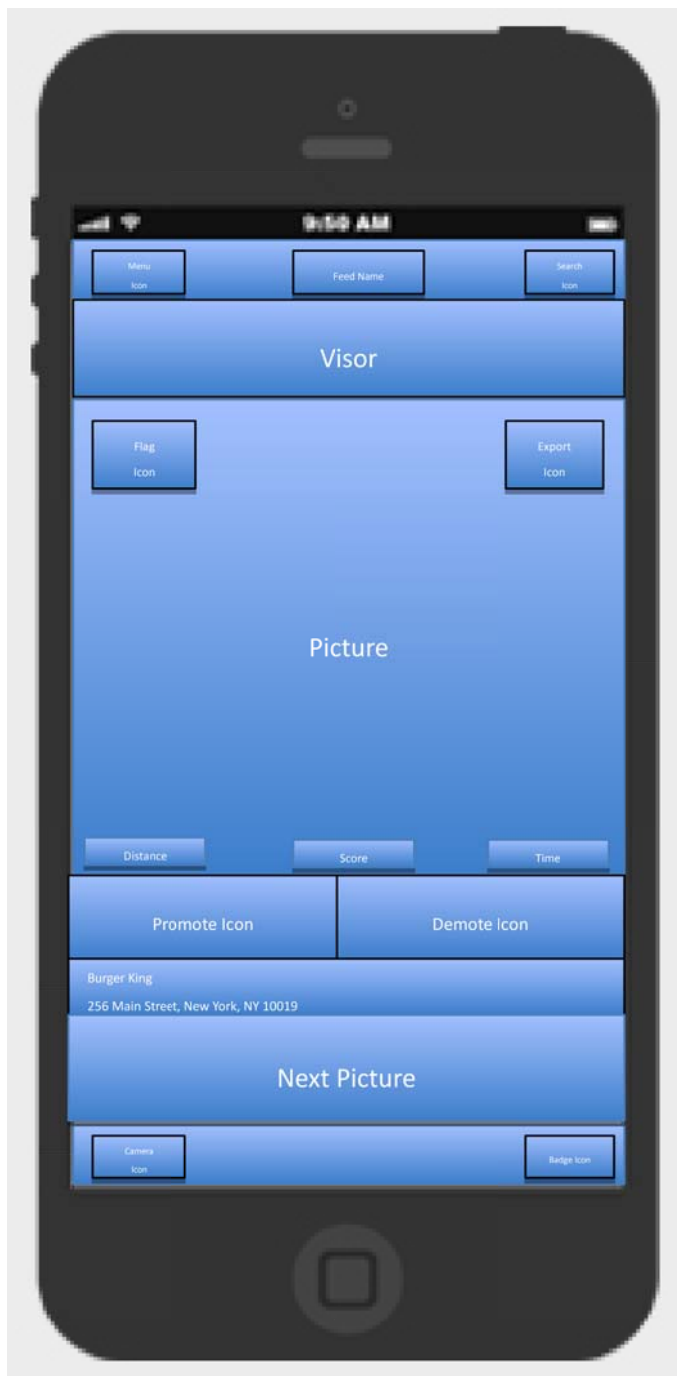 9:50 AM
Menu
Icon
Feed Name
Search
Icon
Visor
Flag
Icon
Export
Icon
Picture
Distance
Score
Time
Promote Icon
Demote Icon
Burger King
256 Main Street, New York, NY 10019
Next Picture
Camera
Icon
Badge Icon